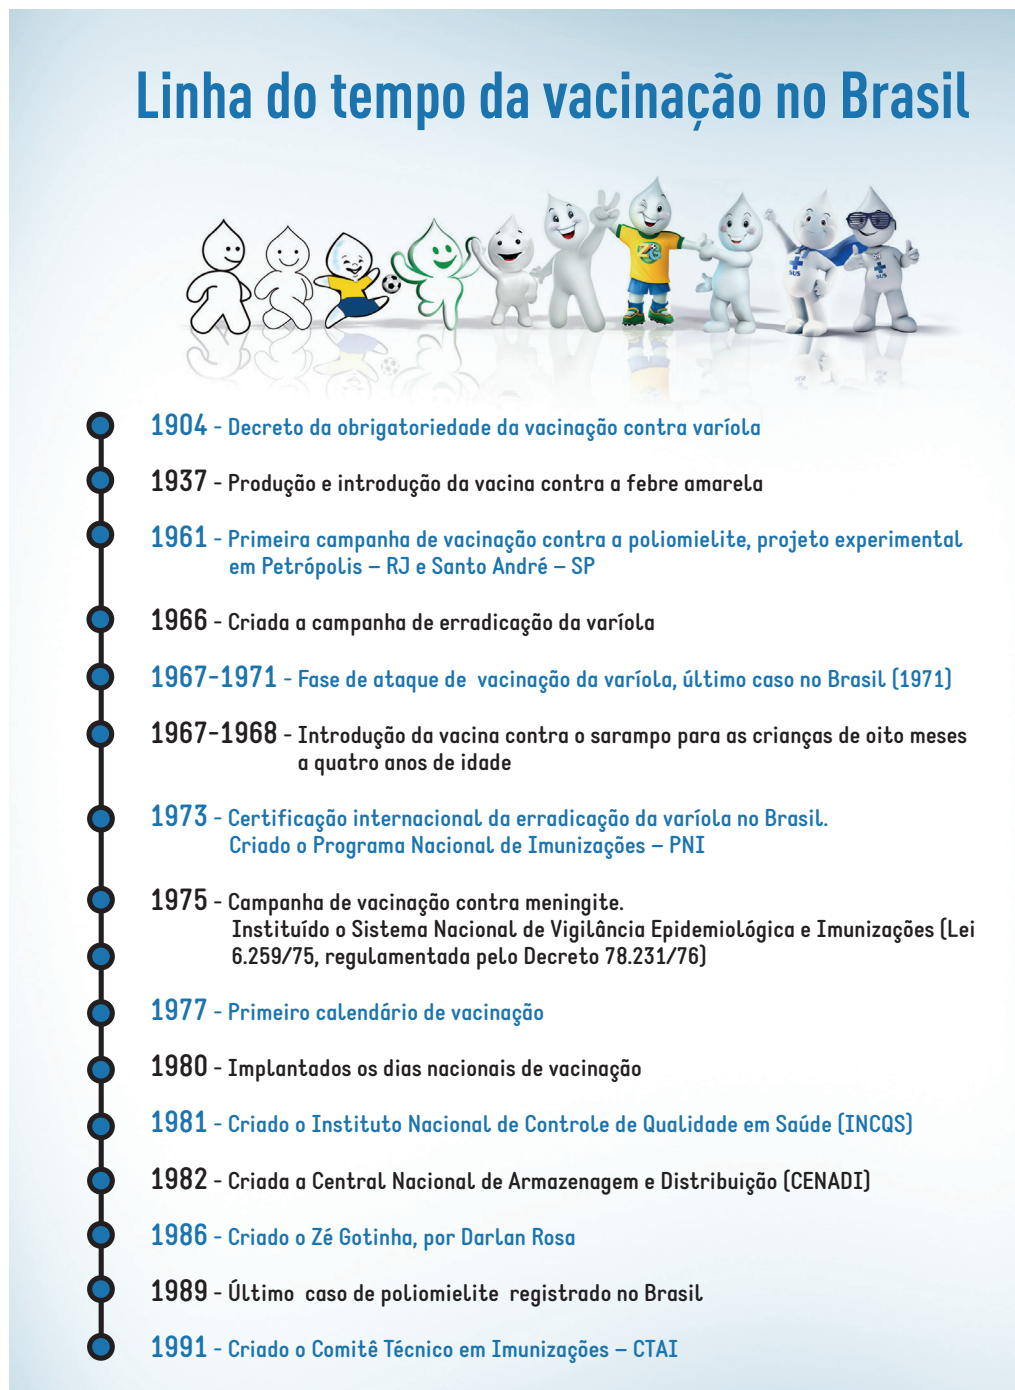 Linha do tempo da vacinação no Brasil
SUS
SUS
1904 - Decreto da obrigatoriedade da vacinação contra varíola
1937 - Produção e introdução da vacina contra a febre amarela
1961 - Primeira campanha de vacinação contra a poliomielite, projeto experimental
em Petrópolis – RJ e Santo André – SP
1966 - Criada a campanha de erradicação da varíola
1967-1971 - Fase de ataque de vacinação da varíola, último caso no Brasil (1971)
1967-1968 - Introdução da vacina contra o sarampo para as crianças de oito meses
a quatro anos de idade
1973 - Certificação internacional da erradicação da varíola no Brasil.
Criado o Programa Nacional de Imunizações – PNI
1975 - Campanha de vacinação contra meningite.
Instituído o Sistema Nacional de Vigilância Epidemiológica e Imunizações (Lei
6.259/75, regulamentada pelo Decreto 78.231/76)
1977 - Primeiro calendário de vacinação
1980 - Implantados os dias nacionais de vacinação
1981 - Criado o Instituto Nacional de Controle de Qualidade em Saúde (INCQS)
1982 - Criada a Central Nacional de Armazenagem e Distribuição (CENADI)
1986 - Criado o Zé Gotinha, por Darlan Rosa
1989 - Último caso de poliomielite registrado no Brasil
1991 - Criado o Comitê Técnico em Imunizações – CTAI